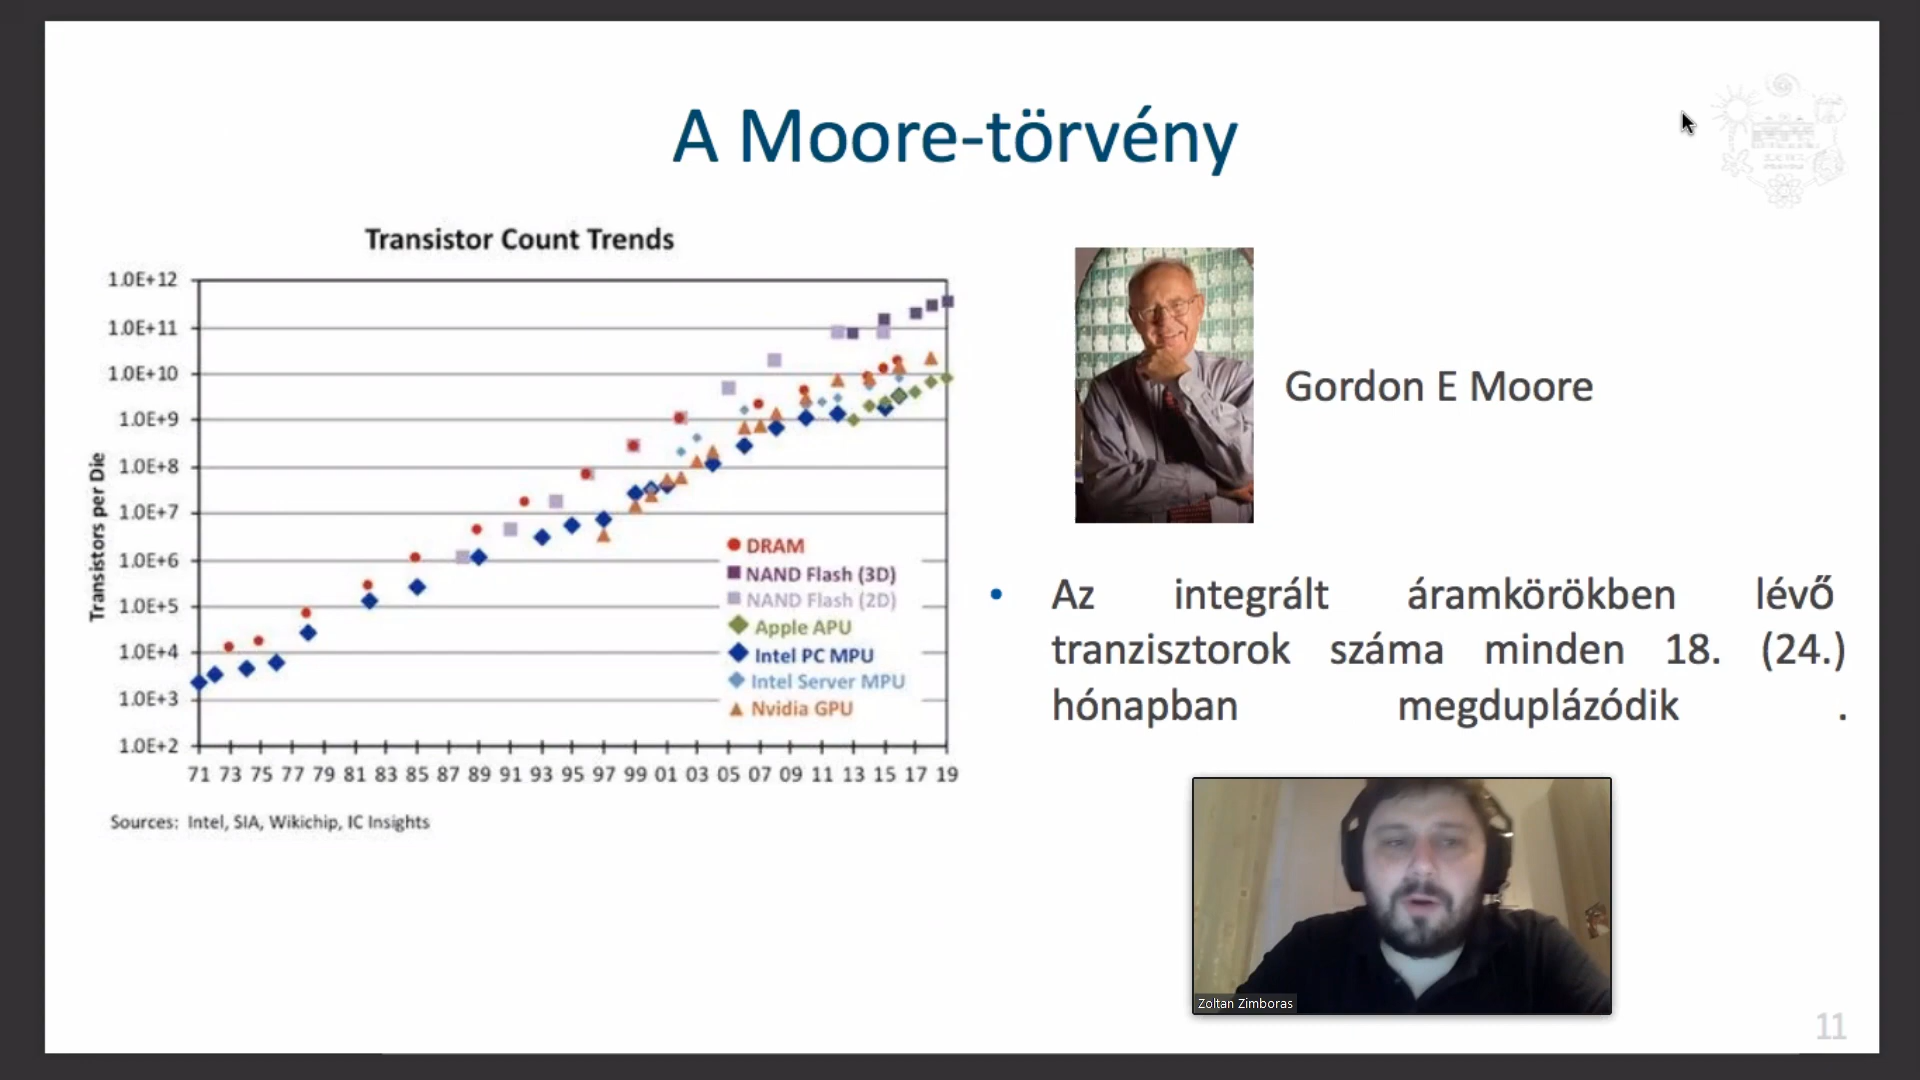 A Moore-törvény
Transistor Count Trends
1.0E+12
1.0E+11
1.0E+10
1.0E+9
1.0E+8
1.0E+7
1.0E+6
1.0E+5
1.0E+4
1.0E+3
1.0E+2
Transistors per Die
DRAM
NAND Flash (3D)
NAND Flash (2D)
Apple APU
Intel PC MPU
Intel Server MPU
Nvidia GPU
71 73 75 77 79 81 83 85 87 89 91 93 95 97 99 01 03 05 07 09 11 13 15 17 19
Sources: Intel, SIA, Wikichip, IC Insights
Gordon E Moore
• Az integrált áramkörökben lévő
tranzisztorok száma minden 18. (24.)
hónapban megduplázódik .
Zoltan Zimboras
11